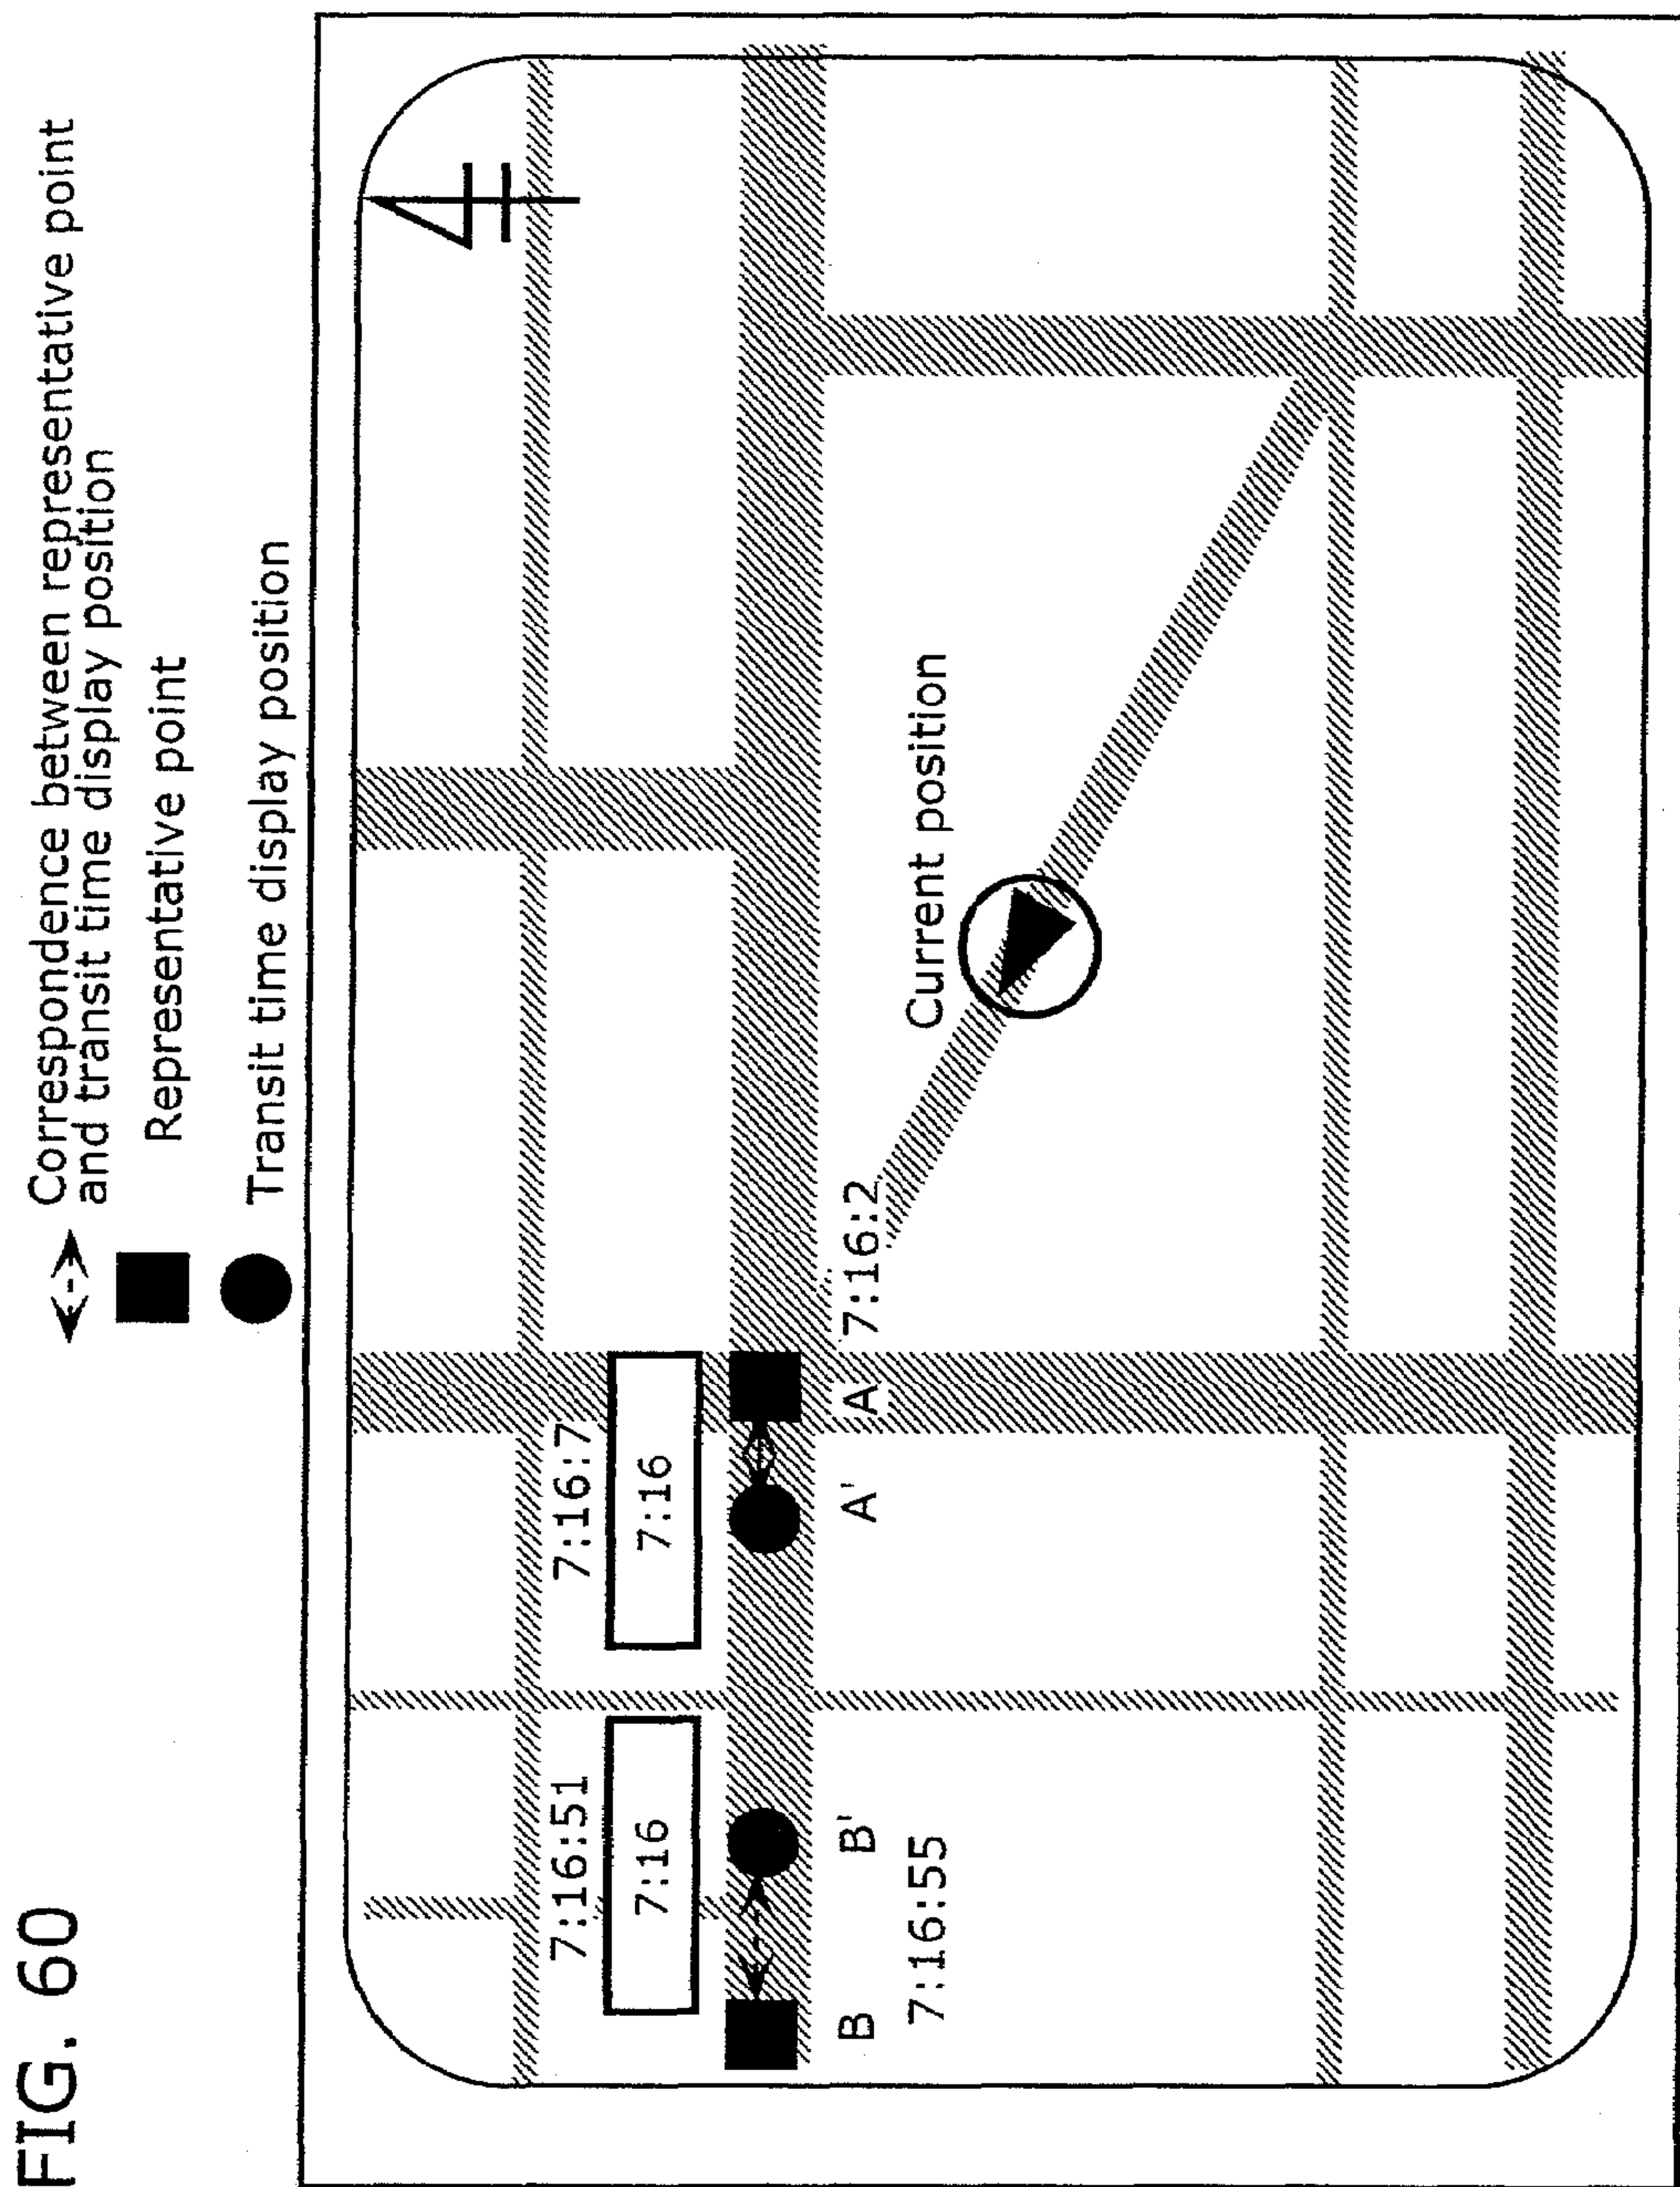 FIG. 60
Correspondence between representative point
and transit time display position
Representative point
Transit time display position
7:16:51
7:16:7
7:16
7:16
B
B'
A'
A
7:16:2
7:16:55
Current position